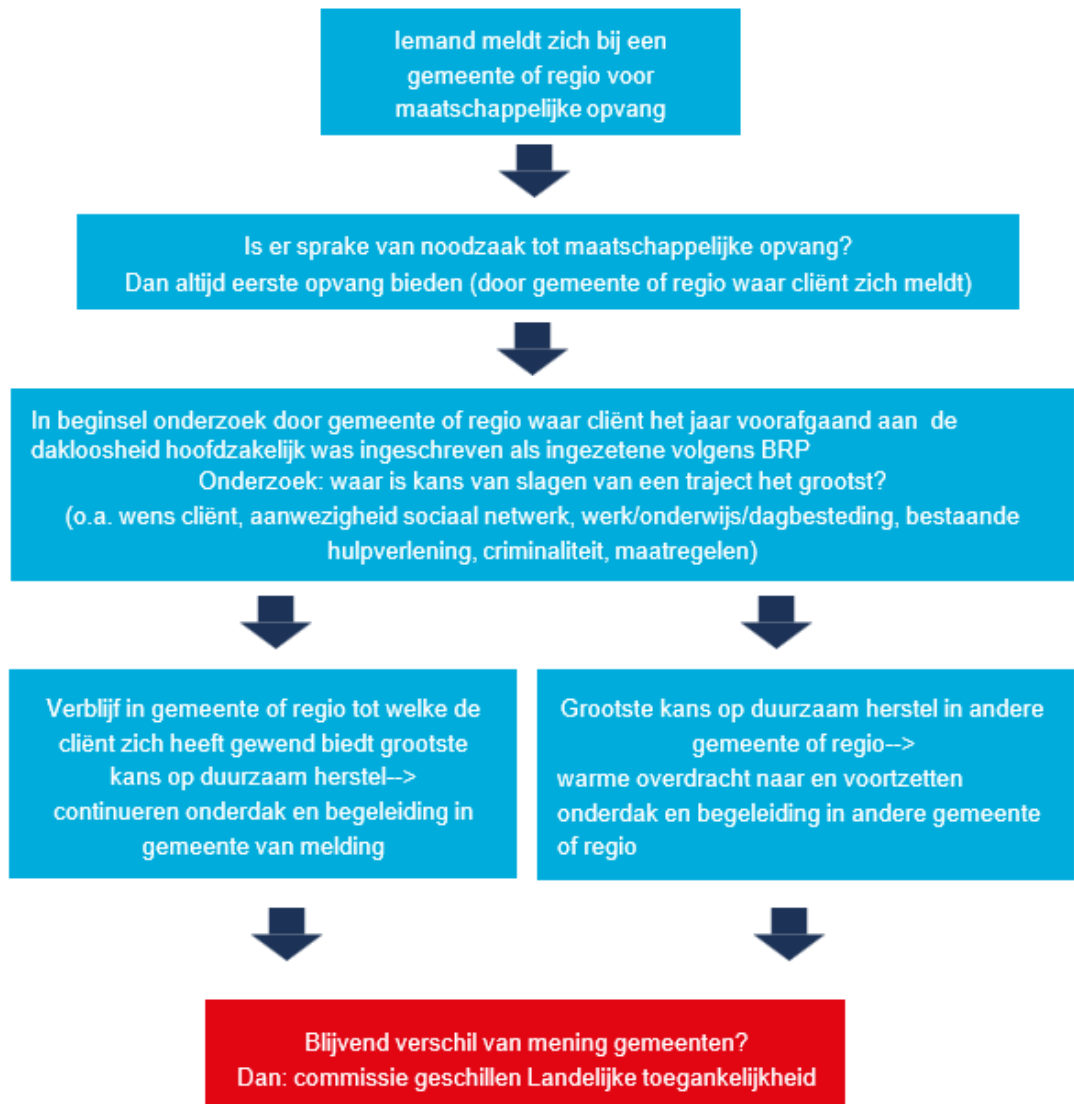 Iemand meldt zich bij een
gemeente of regio voor
maatschappelijke opvang
Is er sprake van noodzaak tot maatschappelijke opvang?
Dan altijd eerste opvang bieden (door gemeente of regio waar cliënt zich meldt)
In beginsel onderzoek door gemeente of regio waar cliënt het jaar voorafgaand aan de
dakloosheid hoofdzakelijk was ingeschreven als ingezetene volgens BRP
Onderzoek: waar is kans van slagen van een traject het grootst?
(o.a. wens cliënt, aanwezigheid sociaal netwerk, werk/onderwijs/dagbesteding, bestaande
hulpverlening, criminaliteit, maatregelen)
Verblijf in gemeente of regio tot welke de
cliënt zich heeft gewend biedt grootste
kans op duurzaam herstel-->
continueren onderdak en begeleiding in
gemeente van melding
Grootste kans op duurzaam herstel in andere
gemeente of regio-->
warme overdracht naar en voortzetten
onderdak en begeleiding in andere gemeente
of regio
Blijvend verschil van mening gemeenten?
Dan: commissie geschillen Landelijke toegankelijkheid